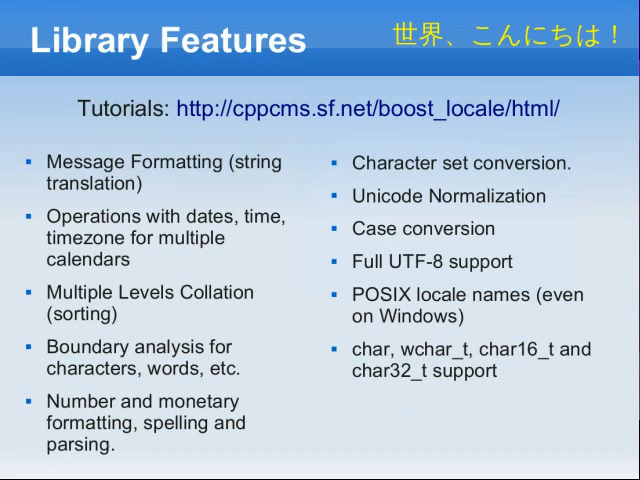 Library Features
世界、こんにちは！
Tutorials: http://cppcms.sf.net/boost_locale/html/
Message Formatting (string
translation)
Operations with dates, time,
timezone for multiple
calendars
Multiple Levels Collation
(sorting)
Boundary analysis for
characters, words, etc.
Number and monetary
formatting, spelling and
parsing.
Character set conversion.
Unicode Normalization
Case conversion
Full UTF-8 support
POSIX locale names (even
on Windows)
char, wchar_t, char16_t and
char32_t support